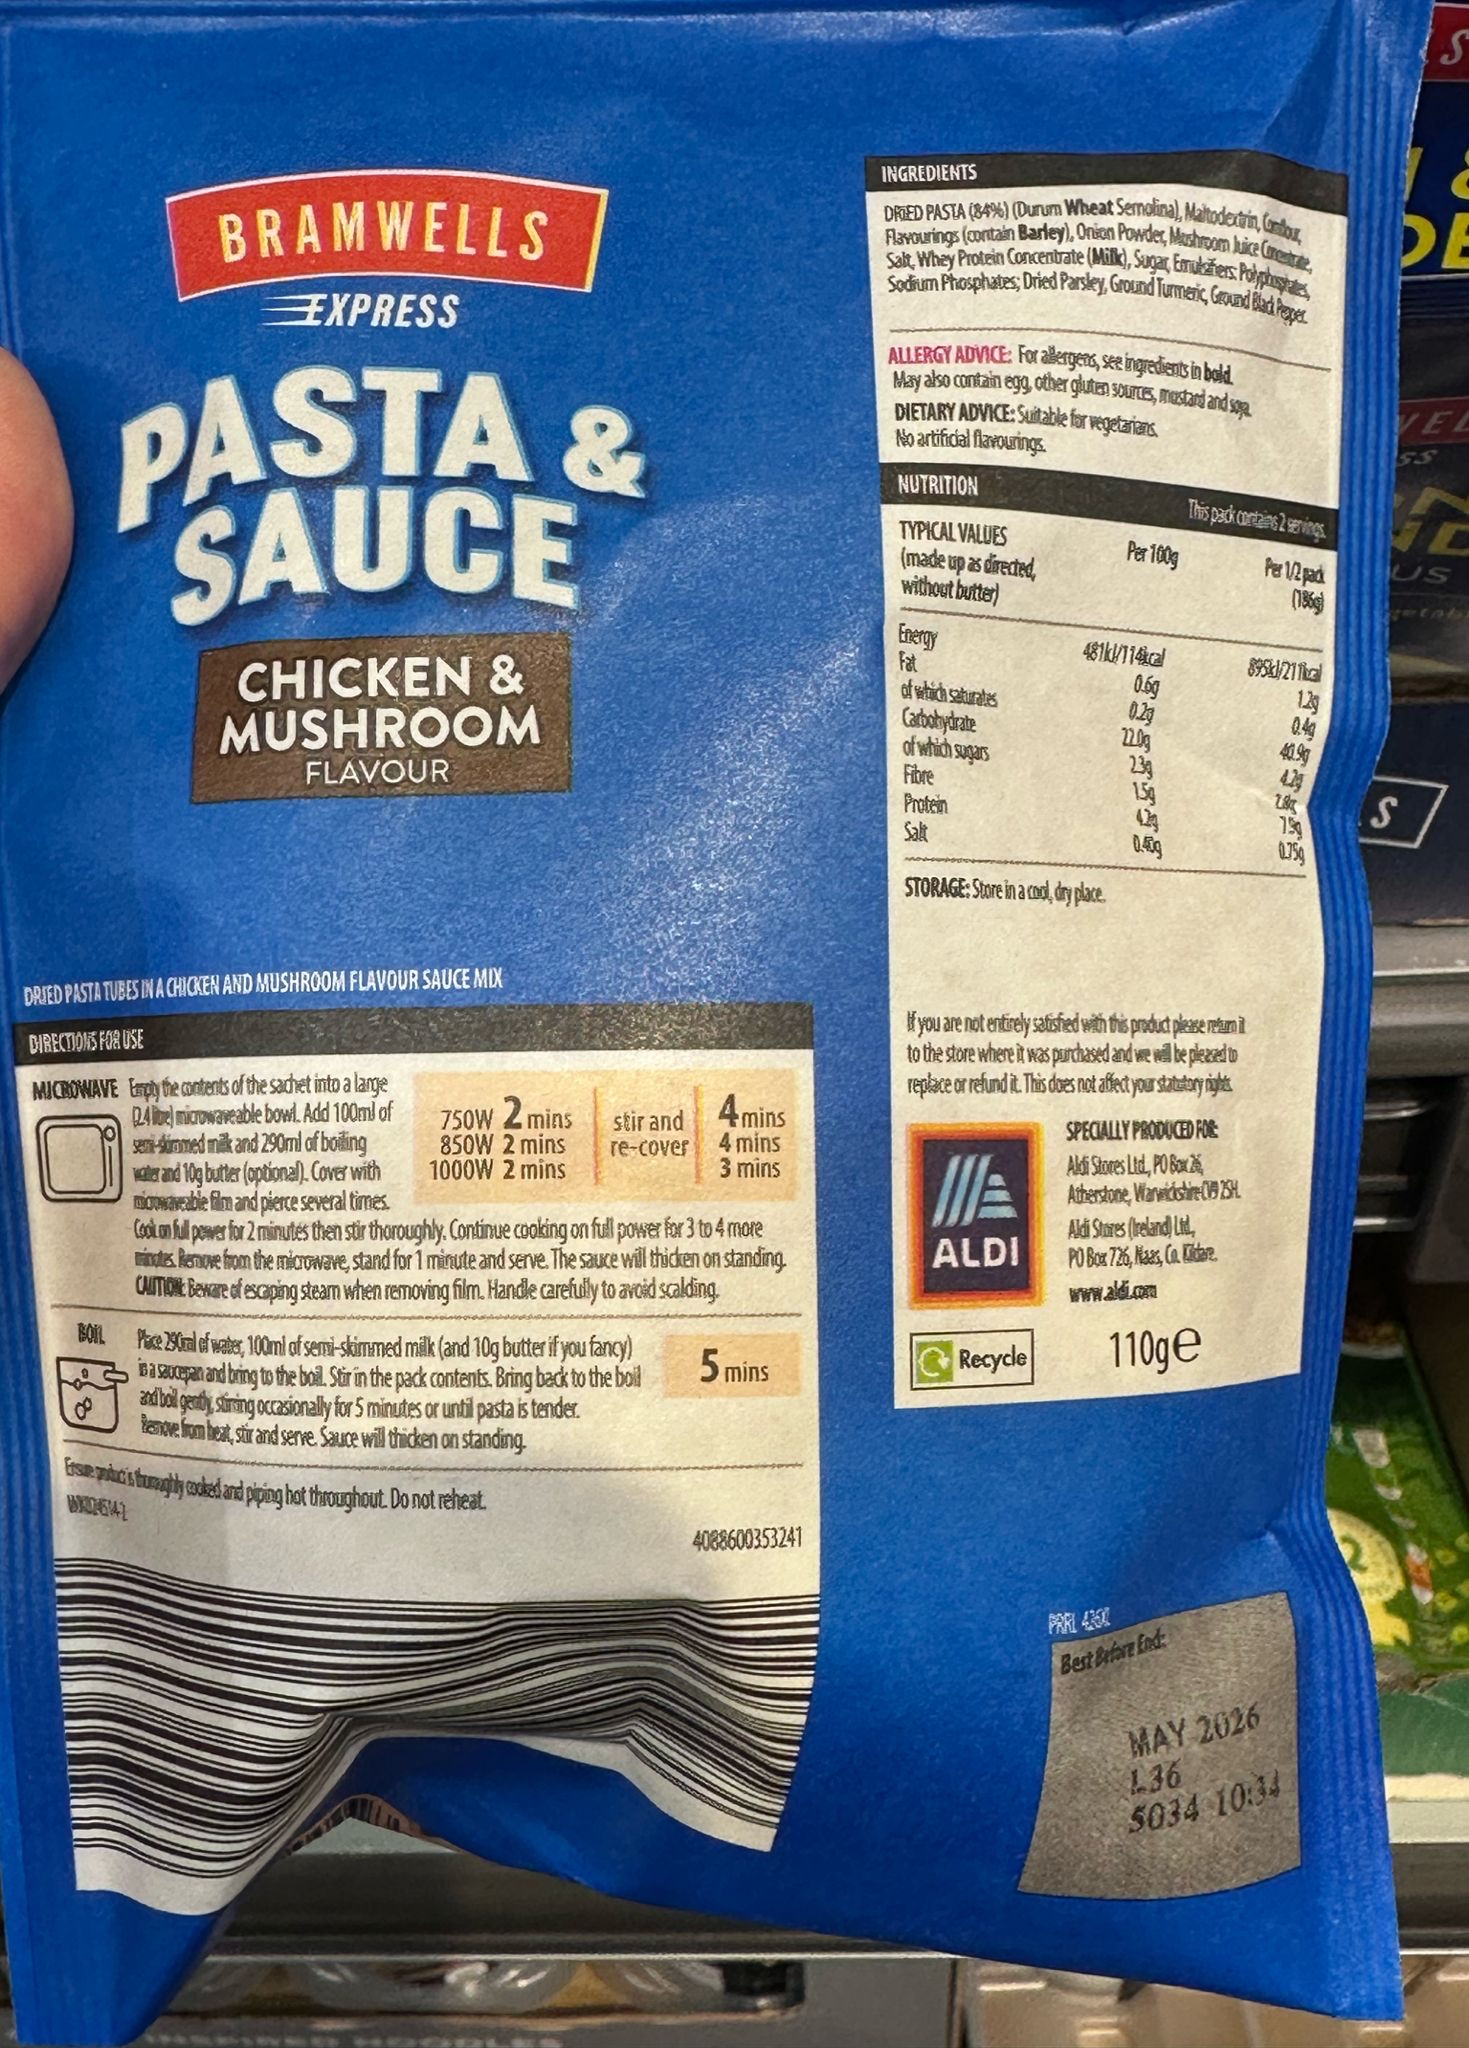 BRAMWELLS
EXPRESS
PASTA &
SAUCE
CHICKEN &
MUSHROOM
FLAVOUR
DRIED PASTA TUBES IN A CHICKEN AND MUSHROOM FLAVOUR SAUCE MIX
DIRECTIONS FOR USE
MICROWAVE Empty the contents of the sachet into a large
(2.4 litre) microwaveable bowl. Add 100ml of
semi-skimmed milk and 290ml of boiling
water and 10g butter (optional). Cover with
microwaveable film and pierce several times.
Cook on full power for 2 minutes then stir thoroughly. Continue cooking on full power for 3 to 4 more
minutes. Remove from the microwave, stand for 1 minute and serve. The sauce will thicken on standing.
CAUTION: Beware of escaping steam when removing film. Handle carefully to avoid scalding.
750W 2 mins
850W 2 mins
1000W 2 mins
stir and
re-cover
4 mins
4 mins
3 mins
BOIL
Place 290ml of water, 100ml of semi-skimmed milk (and 10g butter if you fancy)
in a saucepan and bring to the boil. Stir in the pack contents. Bring back to the boil
and boil gently, stirring occasionally for 5 minutes or until pasta is tender.
Remove from heat, stir and serve. Sauce will thicken on standing.
5 mins
Ensure product is thoroughly cooked and piping hot throughout. Do not reheat.
4088600353241
INGREDIENTS
DRIED PASTA (84%) (Durum Wheat Semolina), Maltodextrin, Cornflour,
Flavourings (contain Barley), Onion Powder, Mushroom Juice Concentrate,
Salt, Whey Protein Concentrate (Milk), Sugar, Emulsifiers: Polyphosphates,
Sodium Phosphates; Dried Parsley, Ground Turmeric, Ground Black Pepper.
ALLERGY ADVICE: For allergens, see ingredients in bold.
May also contain egg, other gluten sources, mustard and soya.
DIETARY ADVICE: Suitable for vegetarians.
No artificial flavourings.
NUTRITION
This pack contains 2 servings.
TYPICAL VALUES Per 100g Per 1/2 pack
(made up as directed, (186g)
without butter)
Energy 481kJ/114kcal 895kJ/211kcal
Fat 0.6g 1.2g
of which saturates 0.2g 0.4g
Carbohydrate 22.0g 40.9g
of which sugars 2.3g 4.2g
Fibre 1.5g 2.8g
Protein 4.2g 7.9g
Salt 0.40g 0.75g
STORAGE: Store in a cool, dry place.
If you are not entirely satisfied with this product please return it
to the store where it was purchased and we will be pleased to
replace or refund it. This does not affect your statutory rights.
ALDI
SPECIALLY PRODUCED FOR:
Aldi Stores Ltd., PO Box 26,
Atherstone, Warwickshire CV9 2SH.
Aldi Stores (Ireland) Ltd.,
PO Box 726, Naas, Co. Kildare.
www.aldi.com
Recycle
110g e
Best Before End:
MAY 2026
L36
5034 10:34